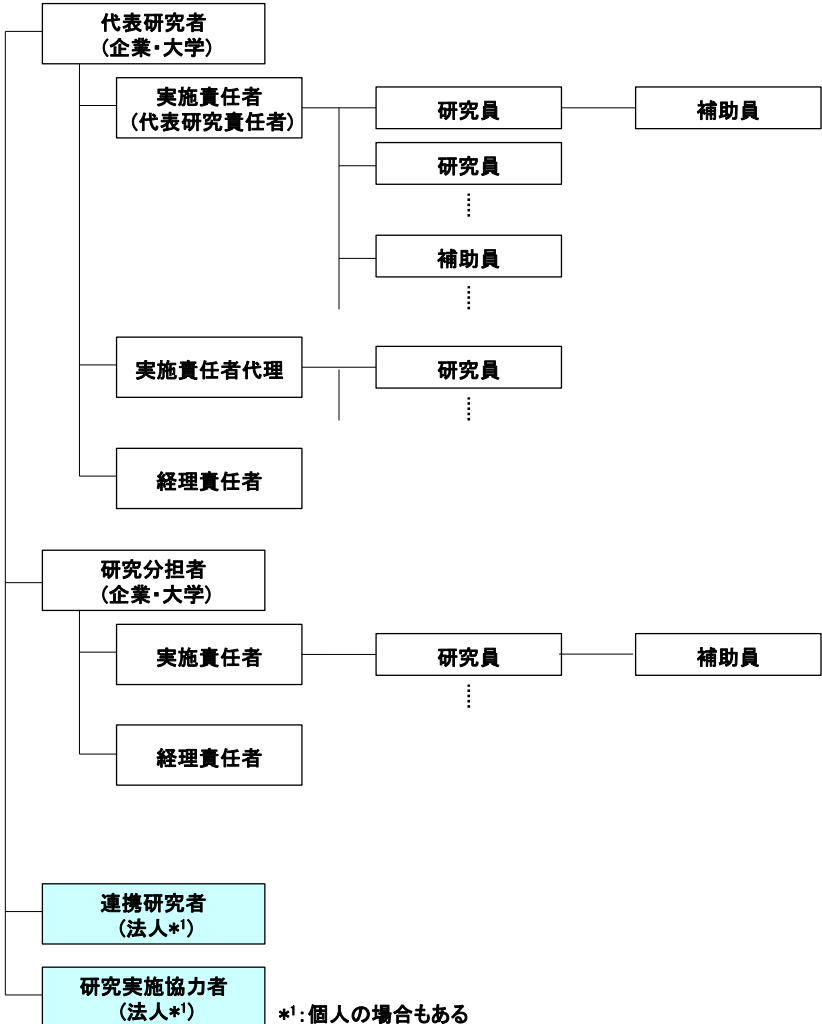 代表研究者
(企業・大学)
実施責任者
(代表研究責任者)
研究員
補助員
研究員
補助員
実施責任者代理
研究員
経理責任者
研究分担者
(企業・大学)
実施責任者
研究員
補助員
経理責任者
連携研究者
(法人*1)
研究実施協力者
(法人*1)
*1:個人の場合もある